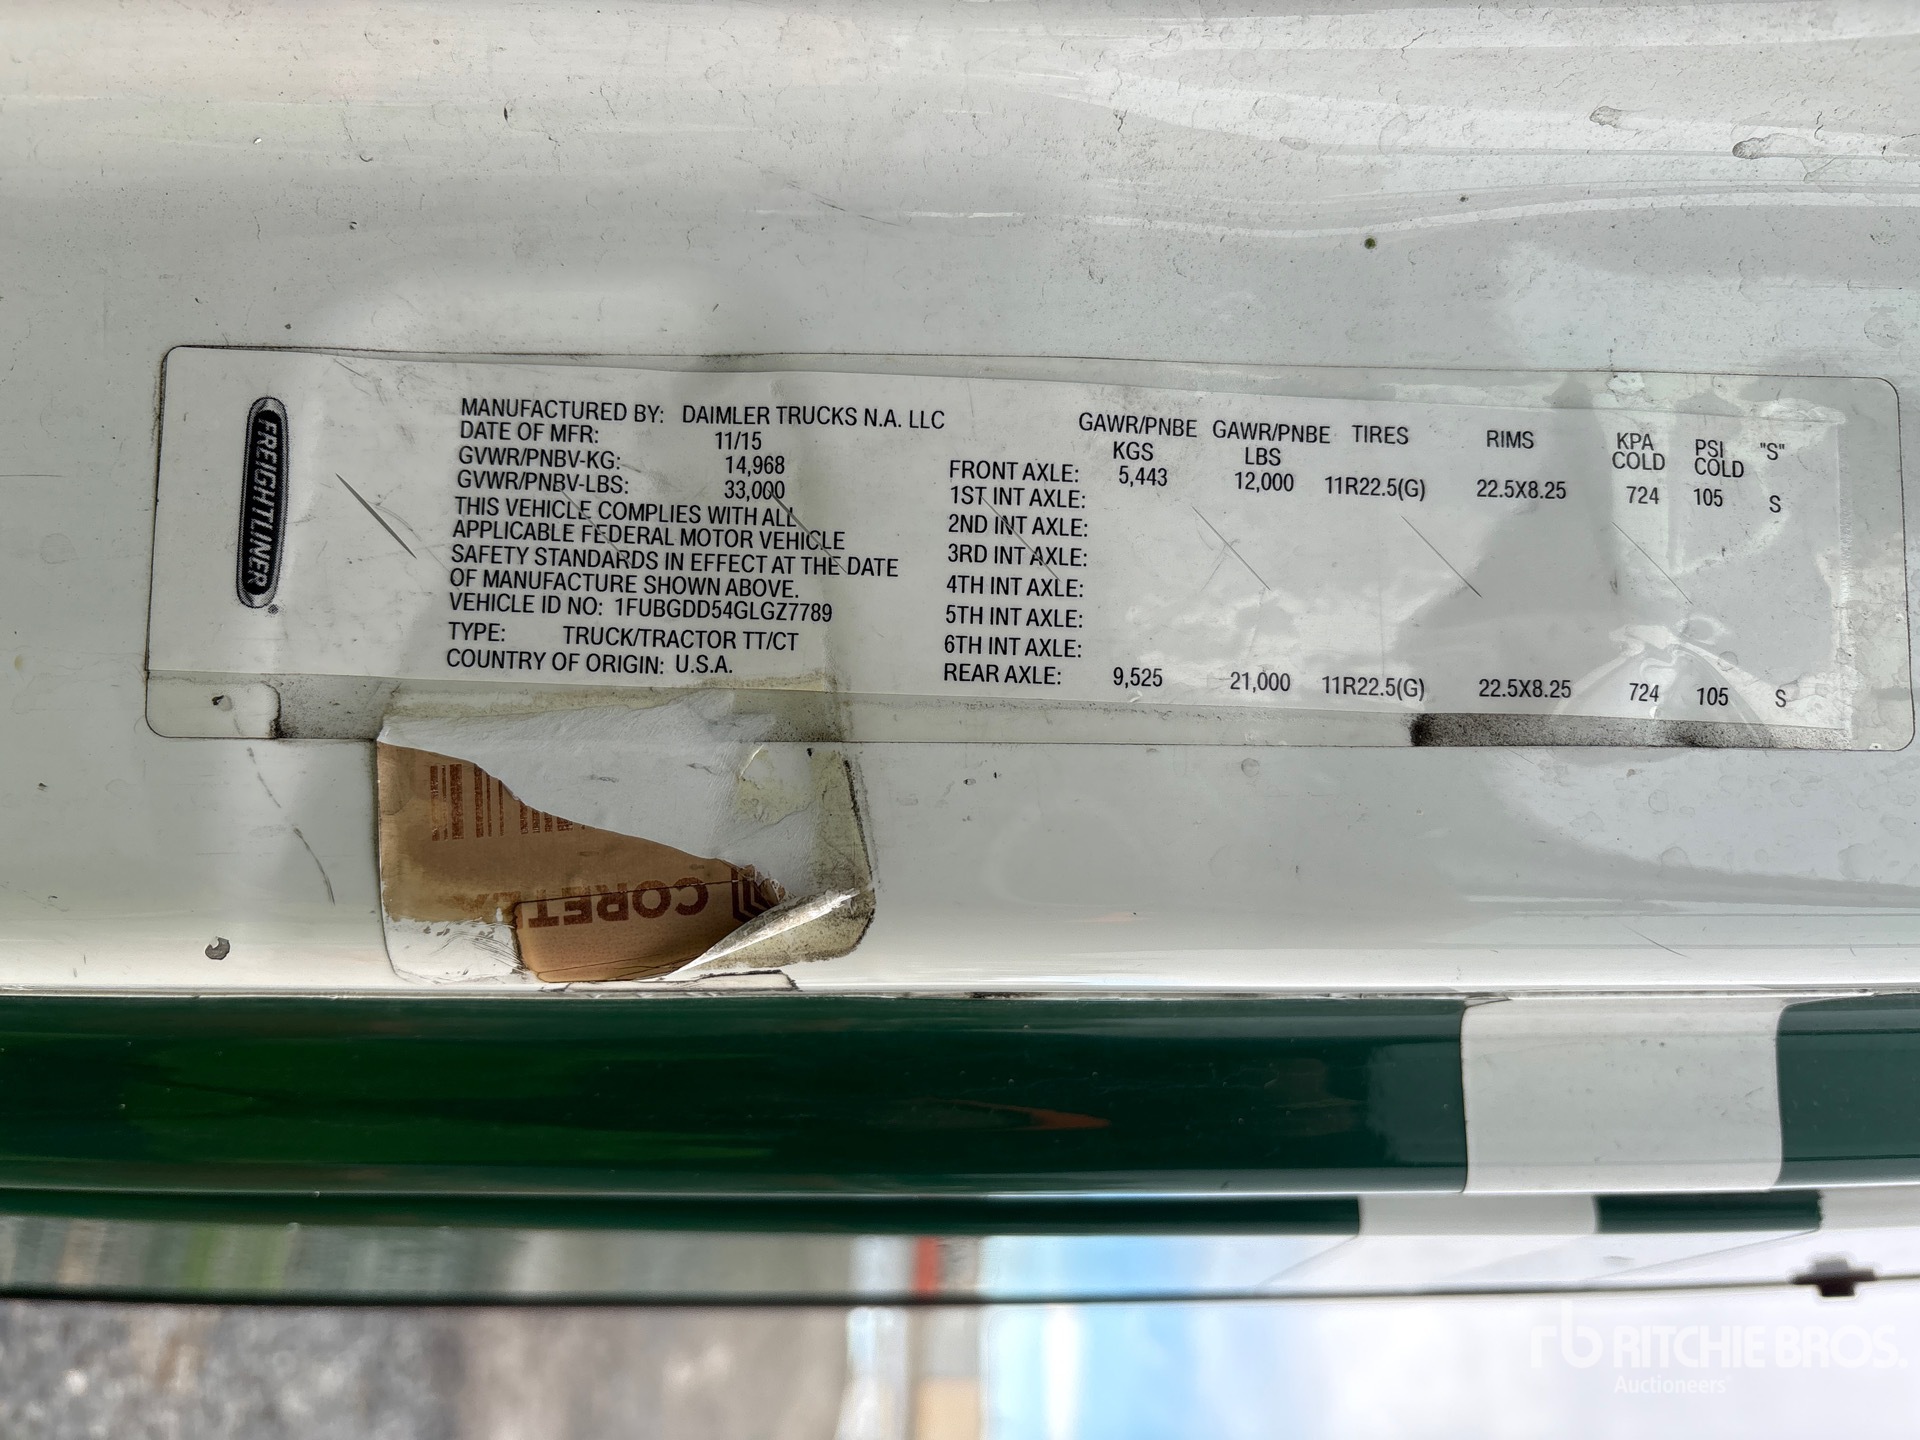 FREIGHTLINER
MANUFACTURED BY: DAIMLER TRUCKS N.A. LLC
DATE OF MFR: 11/15
GVWR/PNBV-KG: 14,968
GVWR/PNBV-LBS: 33,000
THIS VEHICLE COMPLIES WITH ALL
APPLICABLE FEDERAL MOTOR VEHICLE
SAFETY STANDARDS IN EFFECT AT THE DATE
OF MANUFACTURE SHOWN ABOVE.
VEHICLE ID NO: 1FUBGDD54GLGZ7789
TYPE: TRUCK/TRACTOR TT/CT
COUNTRY OF ORIGIN: U.S.A.
GAWR/PNBE KGS GAWR/PNBE LBS TIRES RIMS KPA COLD PSI COLD "S"
FRONT AXLE: 5,443 12,000 11R22.5(G) 22.5X8.25 724 105 S
1ST INT AXLE:
2ND INT AXLE:
3RD INT AXLE:
4TH INT AXLE:
5TH INT AXLE:
6TH INT AXLE:
REAR AXLE: 9,525 21,000 11R22.5(G) 22.5X8.25 724 105 S
rb RITCHIE BROS.
Auctioneers